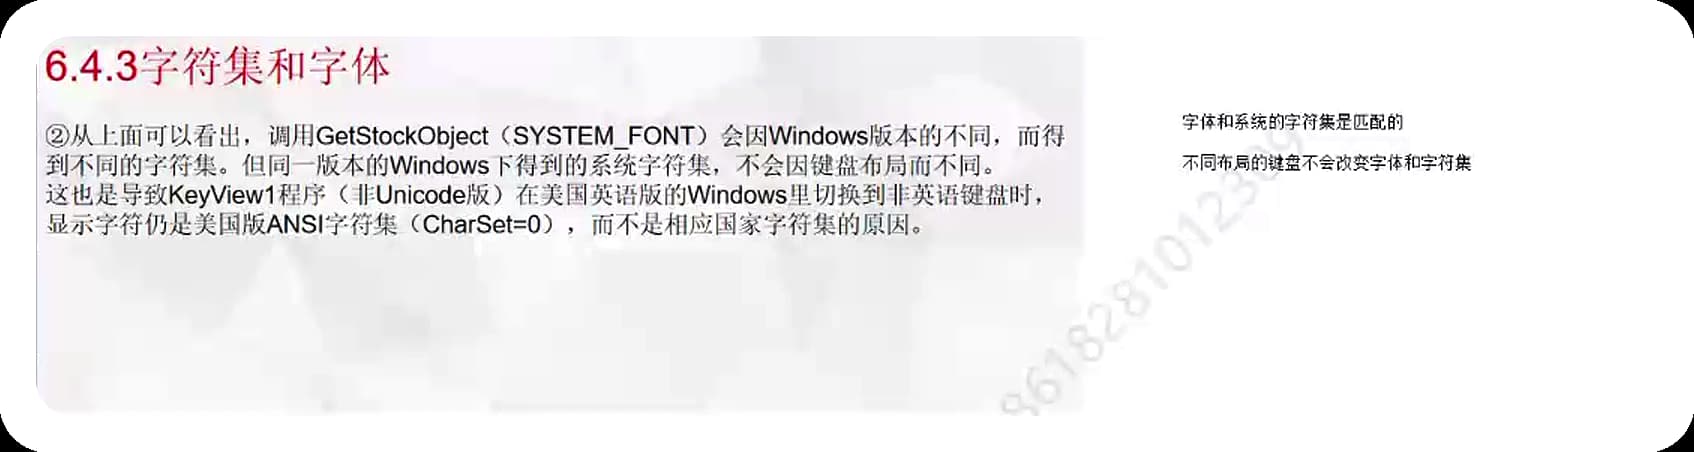 6.4.3字符集和字体
②从上面可以看出，调用GetStockObject（SYSTEM_FONT）会因Windows版本的不同，而得
到不同的字符集。但同一版本的Windows下得到的系统字符集，不会因键盘布局而不同。
这也是导致KeyView1程序（非Unicode版）在美国英语版的Windows里切换到非英语键盘时，
显示字符仍是美国版ANSI字符集（CharSet=0），而不是相应国家字符集的原因。
字体和系统的字符集是匹配的
不同布局的键盘不会改变字体和字符集
8618281012309